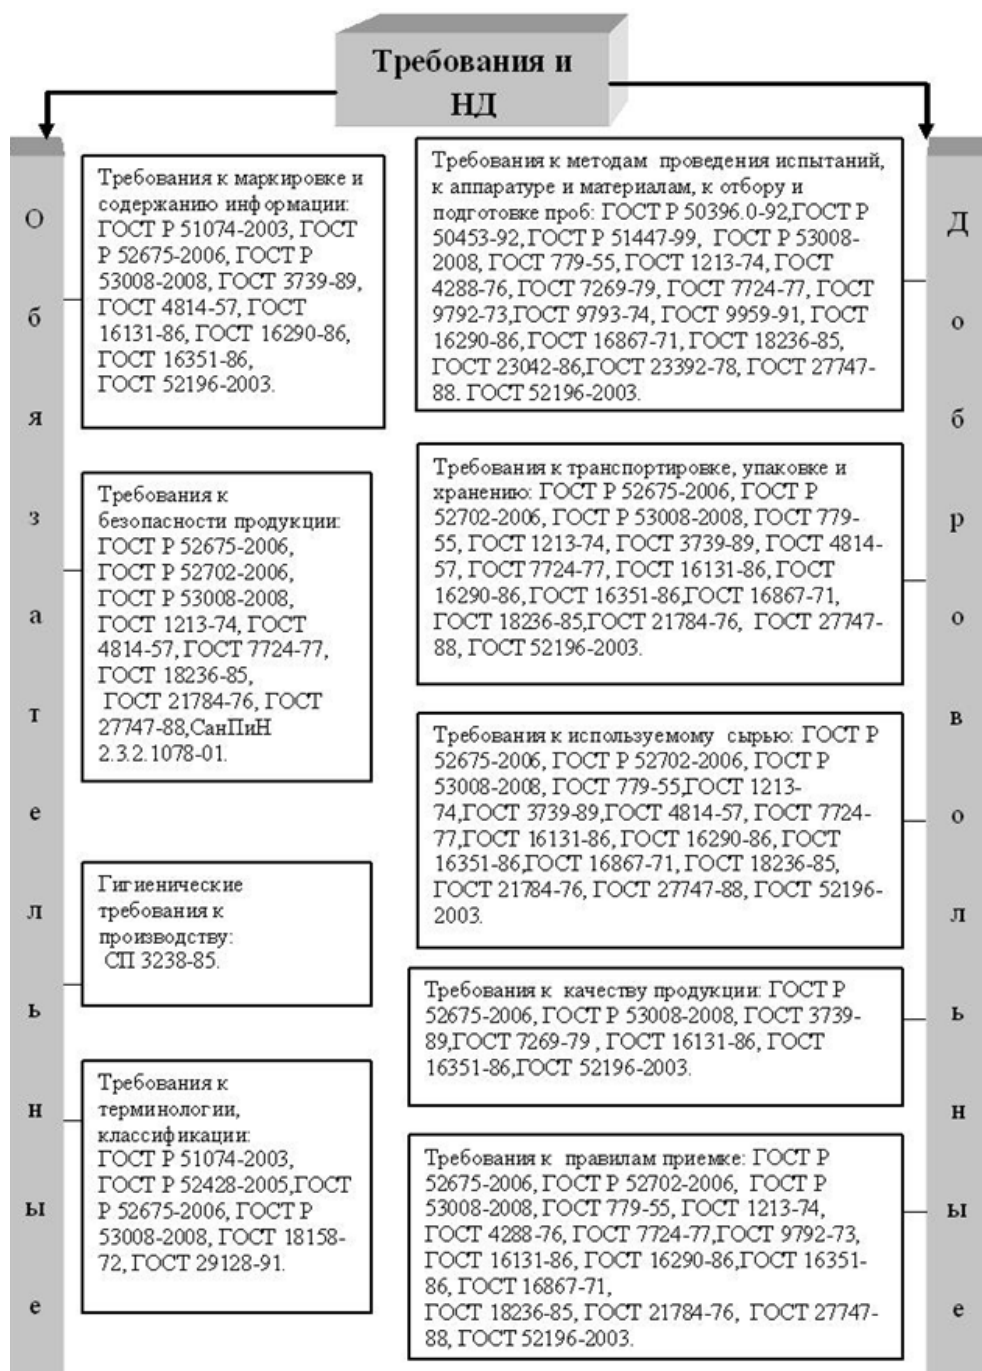 Требования и
НД
Обязательные
Требования к маркировке и
содержанию информации:
ГОСТ Р 51074-2003, ГОСТ
Р 52675-2006, ГОСТ Р
53008-2008, ГОСТ 3739-89,
ГОСТ 4814-57, ГОСТ
16131-86, ГОСТ 16290-86,
ГОСТ 16351-86,
ГОСТ 52196-2003.
Требования к
безопасности продукции:
ГОСТ Р 52675-2006,
ГОСТ Р 52702-2006,
ГОСТ Р 53008-2008,
ГОСТ 1213-74, ГОСТ
4814-57, ГОСТ 7724-77,
ГОСТ 18236-85,
ГОСТ 21784-76, ГОСТ
27747-88,СанПиН
2.3.2.1078-01.
Гигиенические
требования к
производству:
СП 3238-85.
Требования к
терминологии,
классификации:
ГОСТ Р 51074-2003,
ГОСТ Р 52428-2005,ГОСТ
Р 52675-2006, ГОСТ Р
53008-2008, ГОСТ 18158-
72, ГОСТ 29128-91.
Требования к методам проведения испытаний,
к аппаратуре и материалам, к отбору и
подготовке проб: ГОСТ Р 50396.0-92,ГОСТ Р
50453-92, ГОСТ Р 51447-99, ГОСТ Р 53008-
2008, ГОСТ 779-55, ГОСТ 1213-74, ГОСТ
4288-76, ГОСТ 7269-79, ГОСТ 7724-77, ГОСТ
9792-73,ГОСТ 9793-74, ГОСТ 9959-91, ГОСТ
16290-86, ГОСТ 16867-71, ГОСТ 18236-85,
ГОСТ 23042-86,ГОСТ 23392-78, ГОСТ 27747-
88. ГОСТ 52196-2003.
Требования к транспортировке, упаковке и
хранению: ГОСТ Р 52675-2006, ГОСТ Р
52702-2006, ГОСТ Р 53008-2008, ГОСТ 779-
55, ГОСТ 1213-74, ГОСТ 3739-89, ГОСТ 4814-
57, ГОСТ 7724-77, ГОСТ 16131-86, ГОСТ
16290-86, ГОСТ 16351-86,ГОСТ 16867-71,
ГОСТ 18236-85,ГОСТ 21784-76, ГОСТ 27747-
88, ГОСТ 52196-2003.
Требования к используемому сырью: ГОСТ Р
52675-2006, ГОСТ Р 52702-2006, ГОСТ Р
53008-2008, ГОСТ 779-55,ГОСТ 1213-
74,ГОСТ 3739-89,ГОСТ 4814-57, ГОСТ 7724-
77,ГОСТ 16131-86, ГОСТ 16290-86, ГОСТ
16351-86,ГОСТ 16867-71, ГОСТ 18236-85,
ГОСТ 21784-76, ГОСТ 27747-88, ГОСТ 52196-
2003.
Требования к качеству продукции: ГОСТ Р
52675-2006, ГОСТ Р 53008-2008, ГОСТ 3739-
89,ГОСТ 7269-79 , ГОСТ 16131-86, ГОСТ
16351-86,ГОСТ 52196-2003.
Требования к правилам приемке: ГОСТ Р
52675-2006, ГОСТ Р 52702-2006, ГОСТ Р
53008-2008, ГОСТ 779-55, ГОСТ 1213-74,
ГОСТ 4288-76, ГОСТ 7724-77,ГОСТ 9792-73,
ГОСТ 16131-86, ГОСТ 16290-86,ГОСТ 16351-
86, ГОСТ 16867-71,
ГОСТ 18236-85, ГОСТ 21784-76, ГОСТ 27747-
88, ГОСТ 52196-2003.
Добровольные